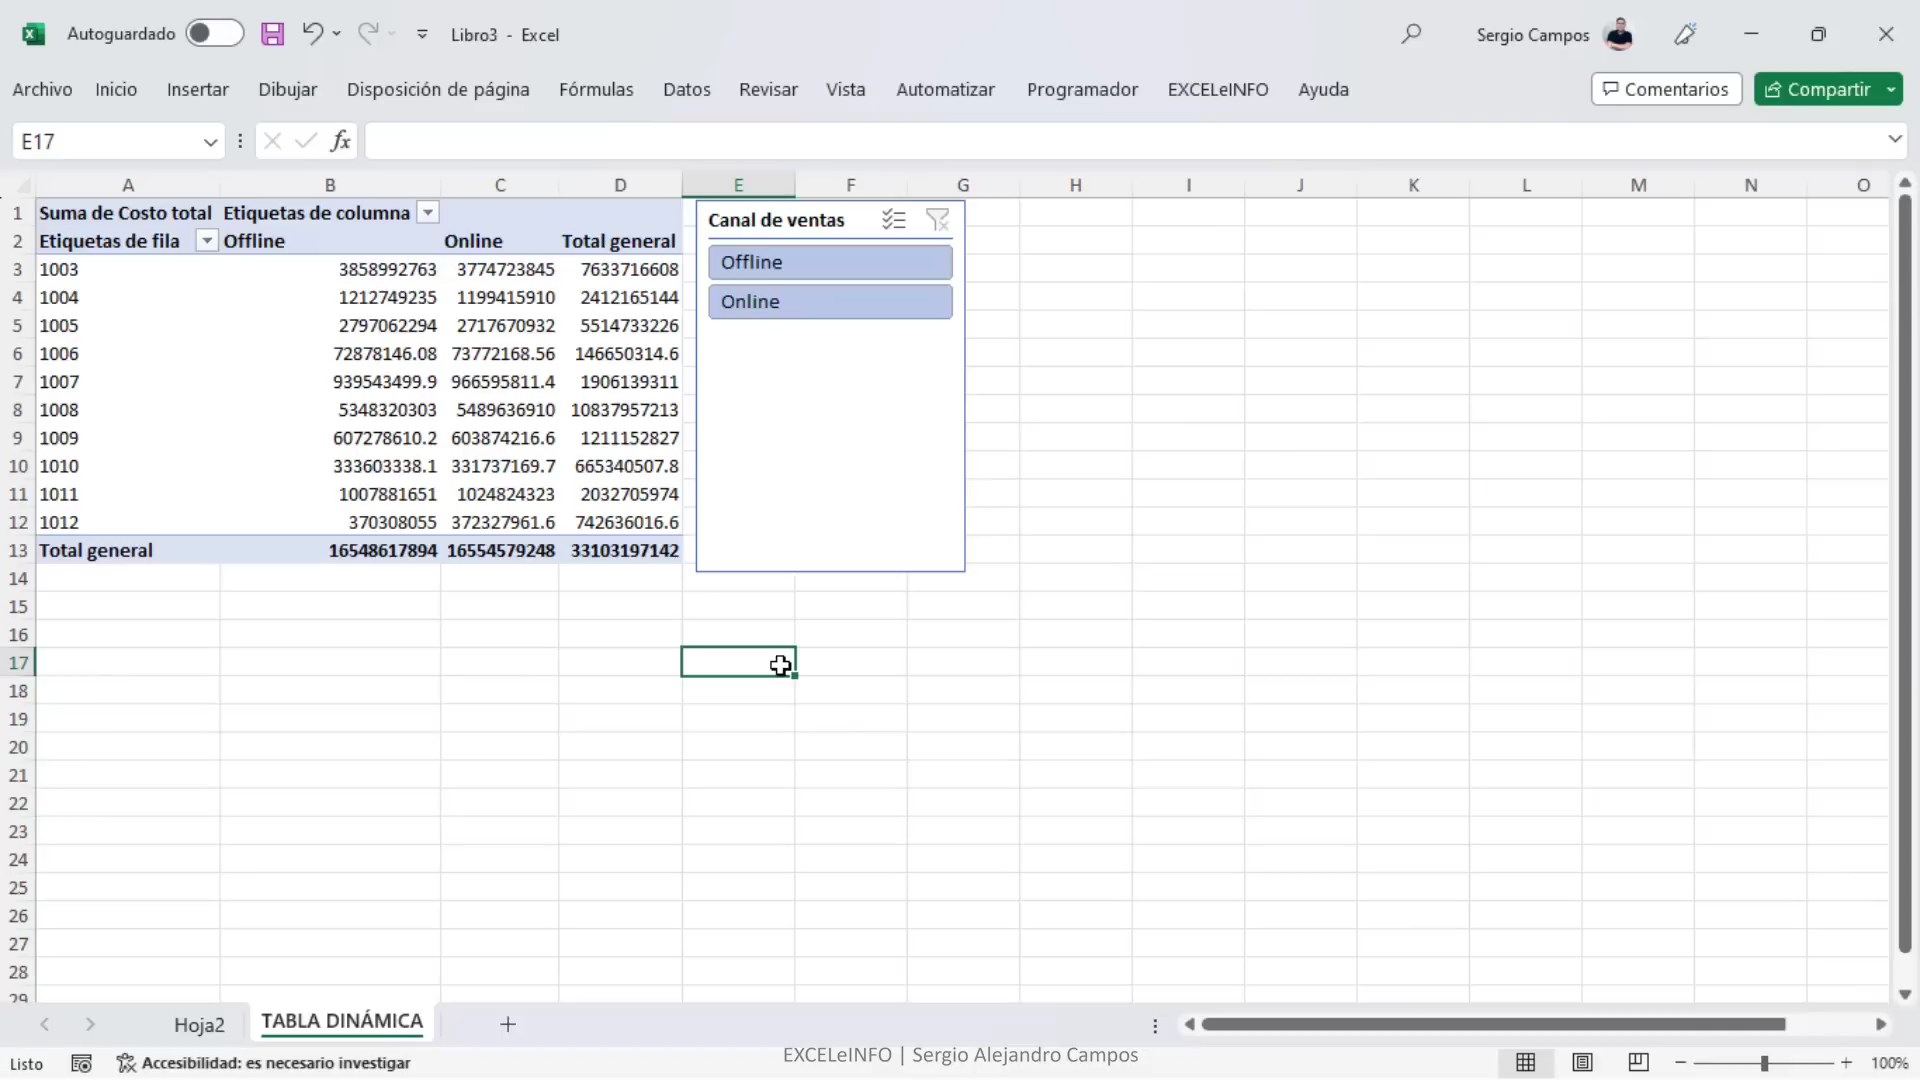 Autoguardado Libro3 - Excel Sergio Campos
Archivo Inicio Insertar Dibujar Disposición de página Fórmulas Datos Revisar Vista Automatizar Programador EXCELeINFO Ayuda Comentarios Compartir
E17 fx
A B C D E F G H I J K L M N O
1 Suma de Costo total Etiquetas de columna
2 Etiquetas de fila Offline Online Total general
3 1003 3858992763 3774723845 7633716608
4 1004 1212749235 1199415910 2412165144
5 1005 2797062294 2717670932 5514733226
6 1006 72878146.08 73772168.56 146650314.6
7 1007 939543499.9 966595811.4 1906139311
8 1008 5348320303 5489636910 10837957213
9 1009 607278610.2 603874216.6 1211152827
10 1010 333603338.1 331737169.7 665340507.8
11 1011 1007881651 1024824323 2032705974
12 1012 370308055 372327961.6 742636016.6
13 Total general 16548617894 16554579248 33103197142
Canal de ventas
Offline
Online
14
15
16
17
18
19
20
21
22
23
24
25
26
27
28
29
Hoja2 TABLA DINÁMICA
Listo Accesibilidad: es necesario investigar EXCELeINFO | Sergio Alejandro Campos 100%